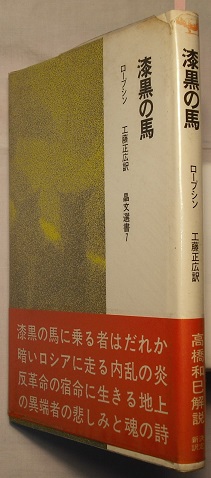 漆黒の馬
ロープシン
工藤正広訳
晶文選書7
漆黒の馬に乗る者はだれか
暗いロシアに走る内乱の炎
反革命の宿命に生きる地上
の異端者の悲しみと魂の詩
漆黒の馬
ロープシン
工藤正広訳
高橋和巳解説